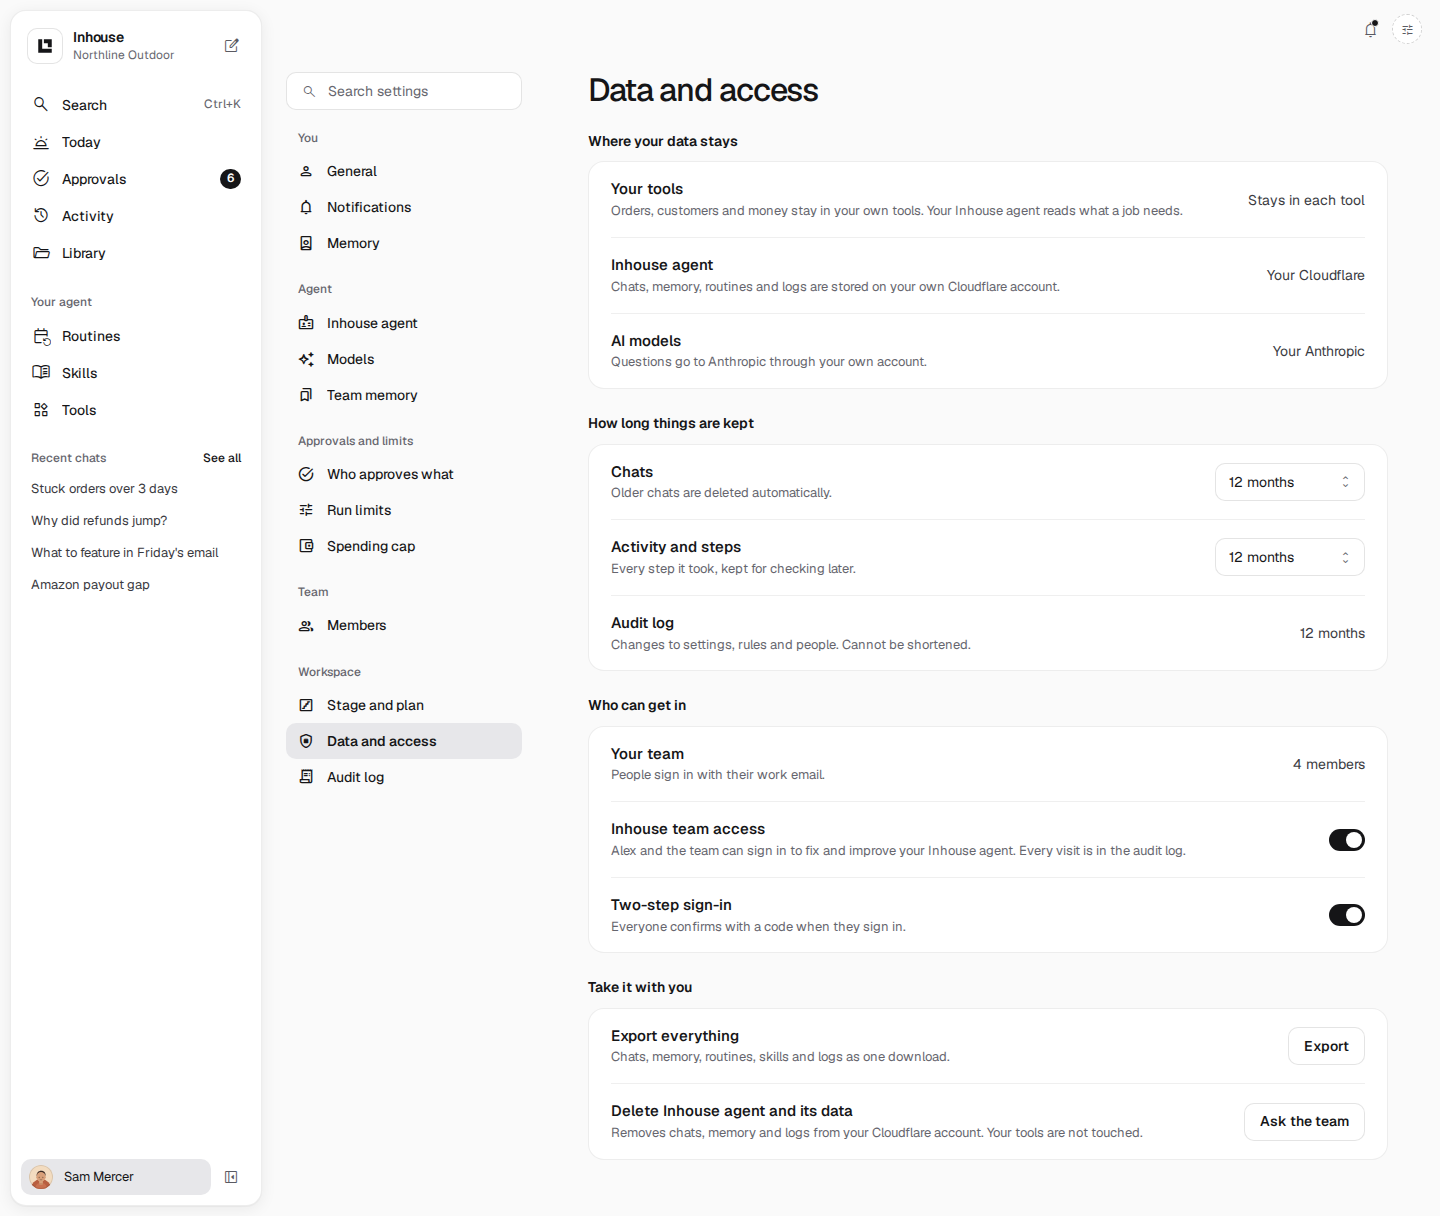 Inhouse
Northline Outdoor
Search Ctrl+K
Today
Approvals 6
Activity
Library
Your agent
Routines
Skills
Tools
Recent chats See all
Stuck orders over 3 days
Why did refunds jump?
What to feature in Friday's email
Amazon payout gap
Sam Mercer
Search settings
You
General
Notifications
Memory
Agent
Inhouse agent
Models
Team memory
Approvals and limits
Who approves what
Run limits
Spending cap
Team
Members
Workspace
Stage and plan
Data and access
Audit log
Data and access
Where your data stays
Your tools
Orders, customers and money stay in your own tools. Your Inhouse agent reads what a job needs.
Stays in each tool
Inhouse agent
Chats, memory, routines and logs are stored on your own Cloudflare account.
Your Cloudflare
AI models
Questions go to Anthropic through your own account.
Your Anthropic
How long things are kept
Chats
Older chats are deleted automatically.
12 months
Activity and steps
Every step it took, kept for checking later.
12 months
Audit log
Changes to settings, rules and people. Cannot be shortened.
12 months
Who can get in
Your team
People sign in with their work email.
4 members
Inhouse team access
Alex and the team can sign in to fix and improve your Inhouse agent. Every visit is in the audit log.
Two-step sign-in
Everyone confirms with a code when they sign in.
Take it with you
Export everything
Chats, memory, routines, skills and logs as one download.
Export
Delete Inhouse agent and its data
Removes chats, memory and logs from your Cloudflare account. Your tools are not touched.
Ask the team